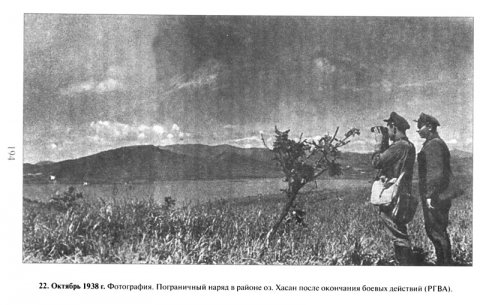 194
22. Октябрь 1938 г. Фотография. Пограничный наряд в районе оз. Хасан после окончания боевых действий (РГВА).